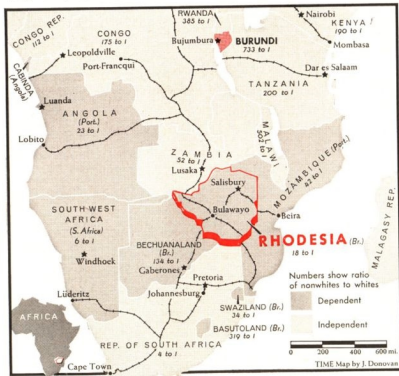 RWANDA
385 to 1
Nairobi
KENYA
190 to 1
CONGO REP.
112 to 1
CONGO
175 to 1
Bujumbura
BURUNDI
733 to 1
Mombasa
Leopoldville
Port-Francqui
CABINDA
(Angola)
Dar es Salaam
TANZANIA
200 to 1
Luanda
ANGOLA
(Port.)
23 to 1
Lobito
MALAWI
502 to 1
ZAMBIA
52 to 1
Lusaka
MOZAMBIQUE (Port.)
42 to 1
Salisbury
Bulawayo
Beira
SOUTH-WEST
AFRICA
(S. Africa)
6 to 1
Windhoek
BECHUANALAND
(Br.)
134 to 1
Gaberones
RHODESIA (Br.)
18 to 1
MALAGASY REP.
Pretoria
Johannesburg
Lüderitz
Numbers show ratio
of nonwhites to whites
Dependent
Independent
SWAZILAND (Br.)
34 to 1
BASUTOLAND (Br.)
319 to 1
AFRICA
REP. OF SOUTH AFRICA
4 to 1
Cape Town
0 200 400 600 mi.
TIME Map by J. Donovan